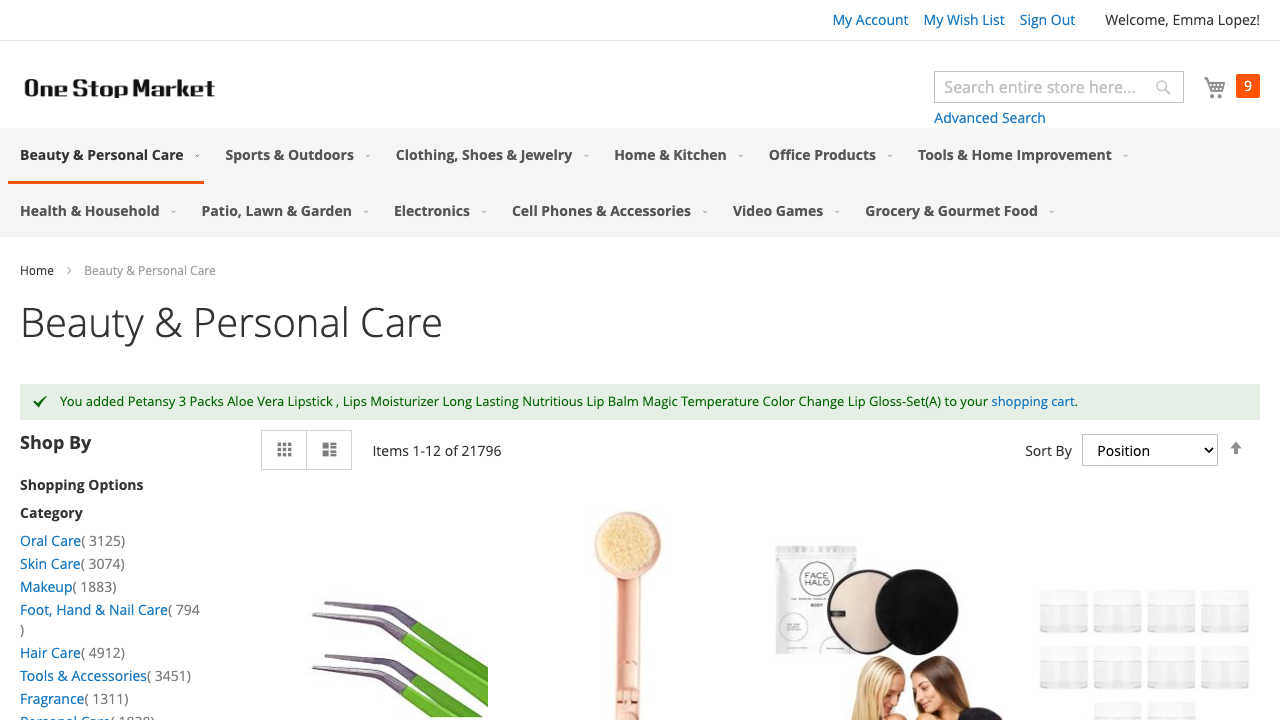 My Account My Wish List Sign Out Welcome, Emma Lopez!
One Stop Market
Search entire store here...
9
Advanced Search
Beauty & Personal Care Sports & Outdoors Clothing, Shoes & Jewelry Home & Kitchen Office Products Tools & Home Improvement
Health & Household Patio, Lawn & Garden Electronics Cell Phones & Accessories Video Games Grocery & Gourmet Food
Home Beauty & Personal Care
Beauty & Personal Care
You added Petansy 3 Packs Aloe Vera Lipstick , Lips Moisturizer Long Lasting Nutritious Lip Balm Magic Temperature Color Change Lip Gloss-Set(A) to your shopping cart.
Shop By
Items 1-12 of 21796
Sort By Position
Shopping Options
Category
Oral Care( 3125)
Skin Care( 3074)
Makeup( 1883)
Foot, Hand & Nail Care( 794
)
Hair Care( 4912)
Tools & Accessories( 3451)
Fragrance( 1311)
Personal Care( 1838)
FACE
HALO
BODY